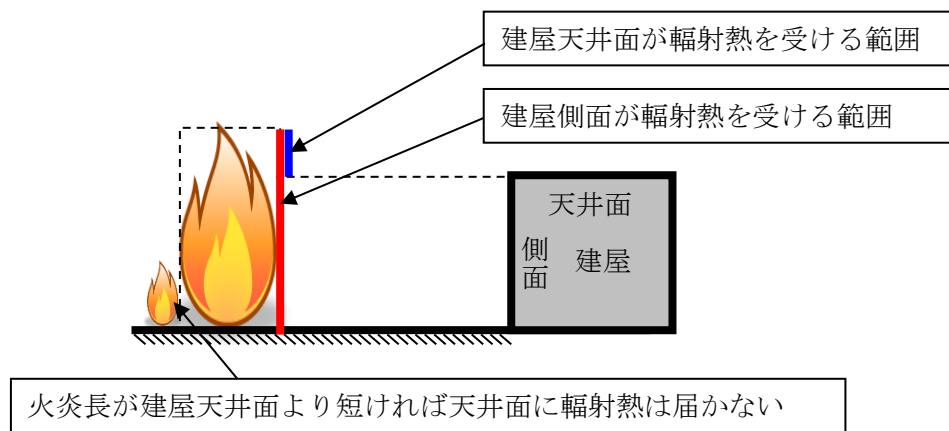 建屋天井面が輻射熱を受ける範囲
建屋側面が輻射熱を受ける範囲
天井面
側面
建屋
火炎長が建屋天井面より短ければ天井面に輻射熱は届かない